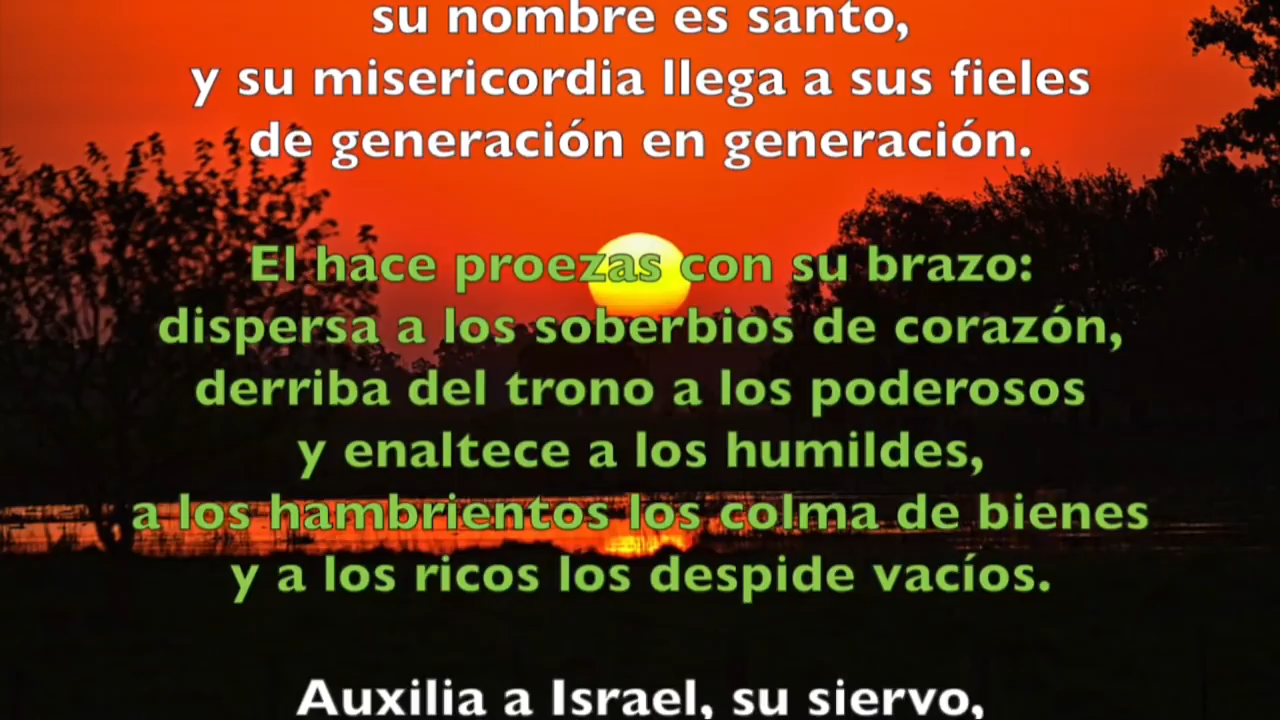 su nombre es santo,
y su misericordia llega a sus fieles
de generación en generación.
El hace proezas con su brazo:
dispersa a los soberbios de corazón,
derriba del trono a los poderosos
y enaltece a los humildes,
a los hambrientos los colma de bienes
y a los ricos los despide vacíos.
Auxilia a Israel, su siervo,